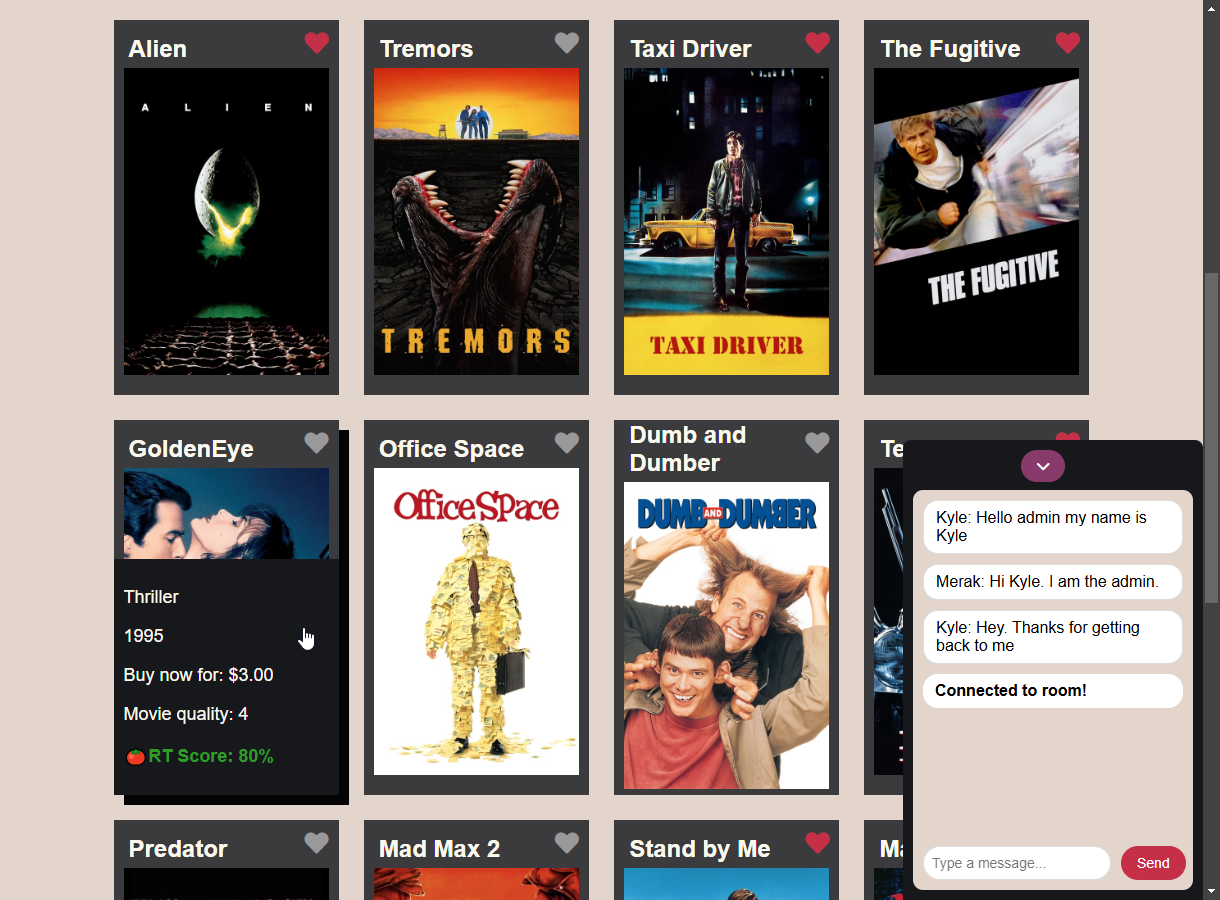 Alien
Tremors
Taxi Driver
The Fugitive
A L I E N
TREMORS
TAXI DRIVER
THE FUGITIVE
GoldenEye
Office Space
Dumb and
Dumber
Te
Thriller
1995
Buy now for: $3.00
Movie quality: 4
RT Score: 80%
Office Space
DUMB AND DUMBER
Kyle: Hello admin my name is
Kyle
Merak: Hi Kyle. I am the admin.
Kyle: Hey. Thanks for getting
back to me
Connected to room!
Type a message...
Send
Predator
Mad Max 2
Stand by Me
Ma